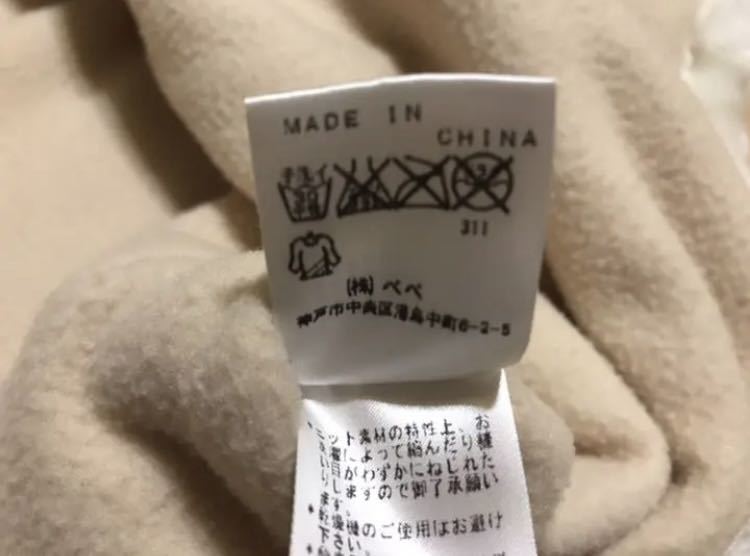 MADE IN
CHINA
手洗イ
30
311
(株)べべ
神戸市中央区港島中町6-2-5
・ニット素材の特性上、お
洗濯によって縮んだり縫
い目がわずかにねじれた
りしますので御了承願い
ます。
・乾燥機のご使用はお避け
下さい。